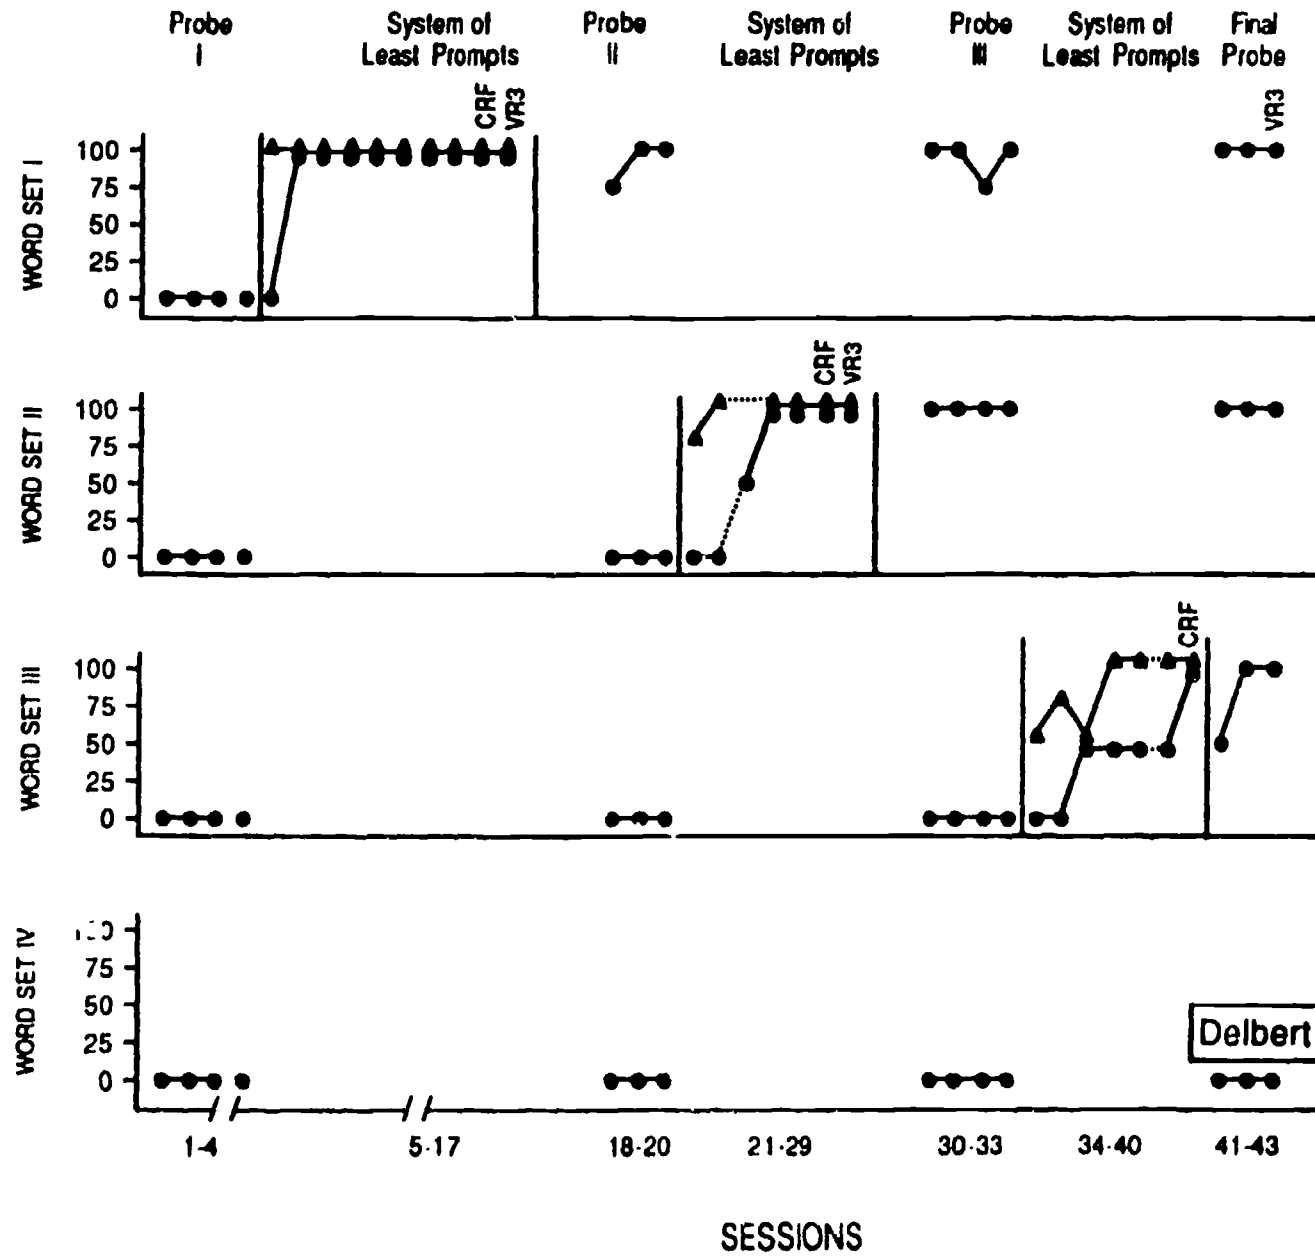 Probe I
System of Least Prompts
Probe II
System of Least Prompts
Probe III
System of Least Prompts
Final Probe
CRF
VR3
VR3
WORD SET I
100
75
50
25
0
CRF
VR3
WORD SET II
100
75
50
25
0
CRF
WORD SET III
100
75
50
25
0
WORD SET IV
75
50
25
0
Delbert
1-4
5-17
18-20
21-29
30-33
34-40
41-43
SESSIONS